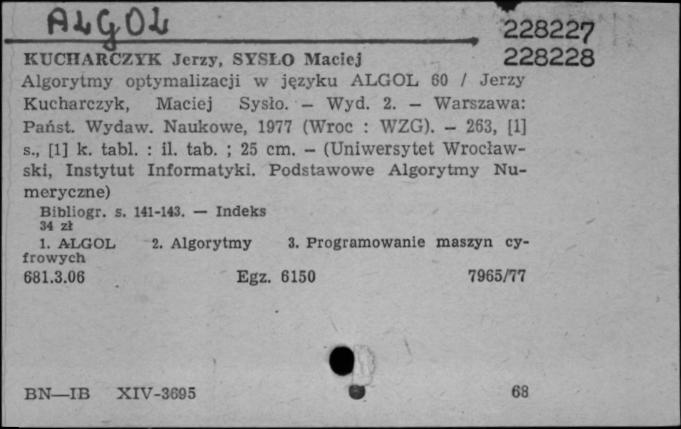 ALGOL
228227
KUCHARCZYK Jerzy, SYSŁO Maciej 228228
Algorytmy optymalizacji w języku ALGOL 60 / Jerzy
Kucharczyk, Maciej Sysło. — Wyd. 2. — Warszawa:
Państ. Wydaw. Naukowe, 1977 (Wroc : WZG). — 263, [1]
s., [1] k. tabl. : il. tab. ; 25 cm. — (Uniwersytet Wrocław-
ski, Instytut Informatyki. Podstawowe Algorytmy Nu-
meryczne)
Bibliogr. s. 141-143. — Indeks
34 zł
1. ALGOL 2. Algorytmy 3. Programowanie maszyn cy-
frowych
681.3.06 Egz. 6150 7965/77
BN—IB XIV-3695 68